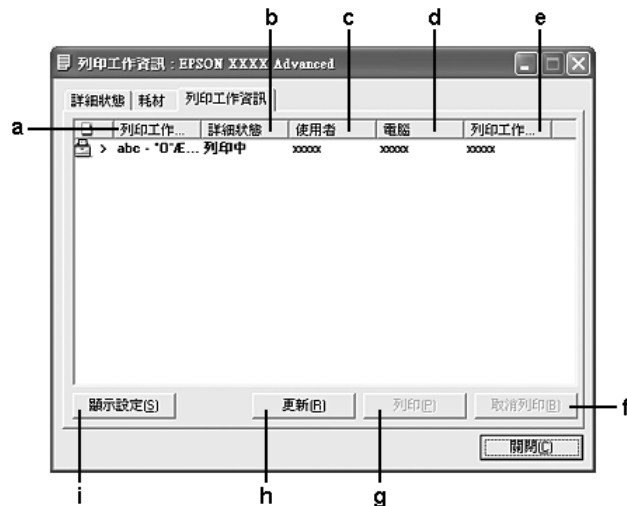 b c d e
列印工作資訊 : EPSON XXXX Advanced
詳細狀態 耗材 列印工作資訊
a 列印工作... 詳細狀態 使用者 電腦 列印工作...
> abc - "O"Æ... 列印中 xxxxx xxxxx xxxxx
顯示設定(S) 更新(R) 列印(P) 取消列印(B) f
關閉(C)
i h g